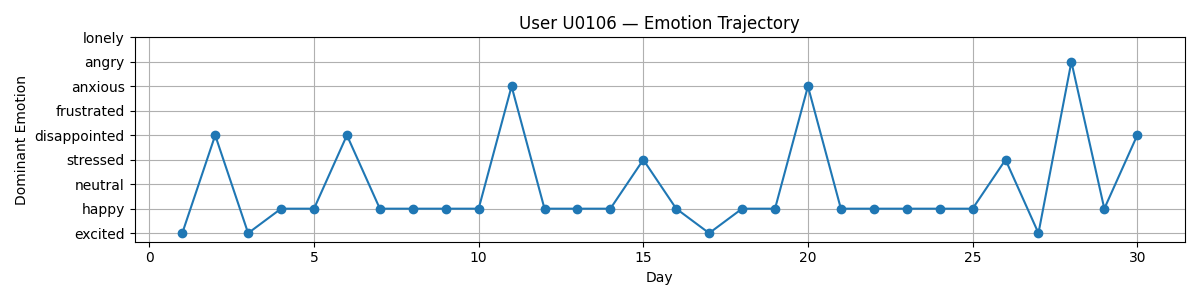 User U0106 — Emotion Trajectory
lonely
angry
anxious
frustrated
disappointed
stressed
neutral
happy
excited
Dominant Emotion
0 5 10 15 20 25 30
Day